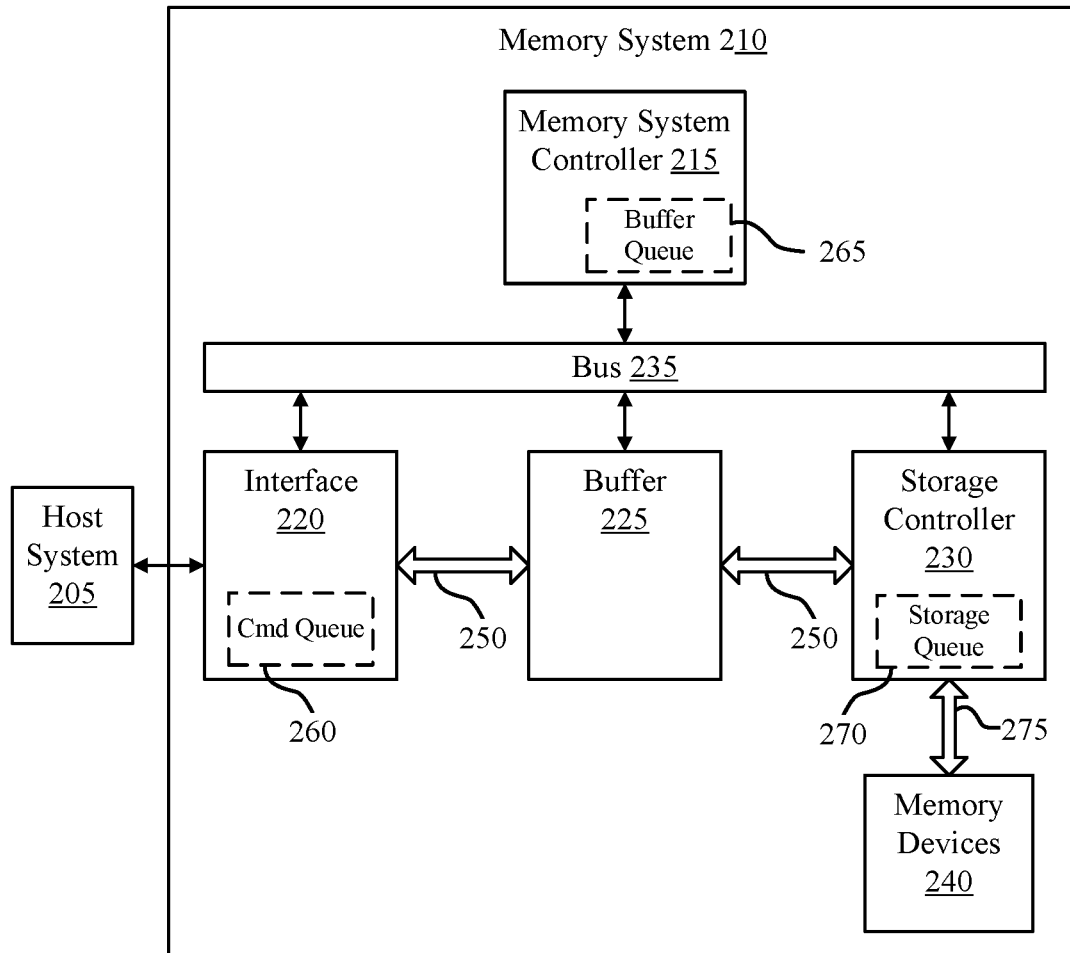 Memory System 210
Memory System
Controller 215
Buffer
Queue
265
Bus 235
Interface
220
Buffer
225
Storage
Controller
230
Host
System
205
Cmd Queue
250
250
Storage
Queue
260
270
275
Memory
Devices
240